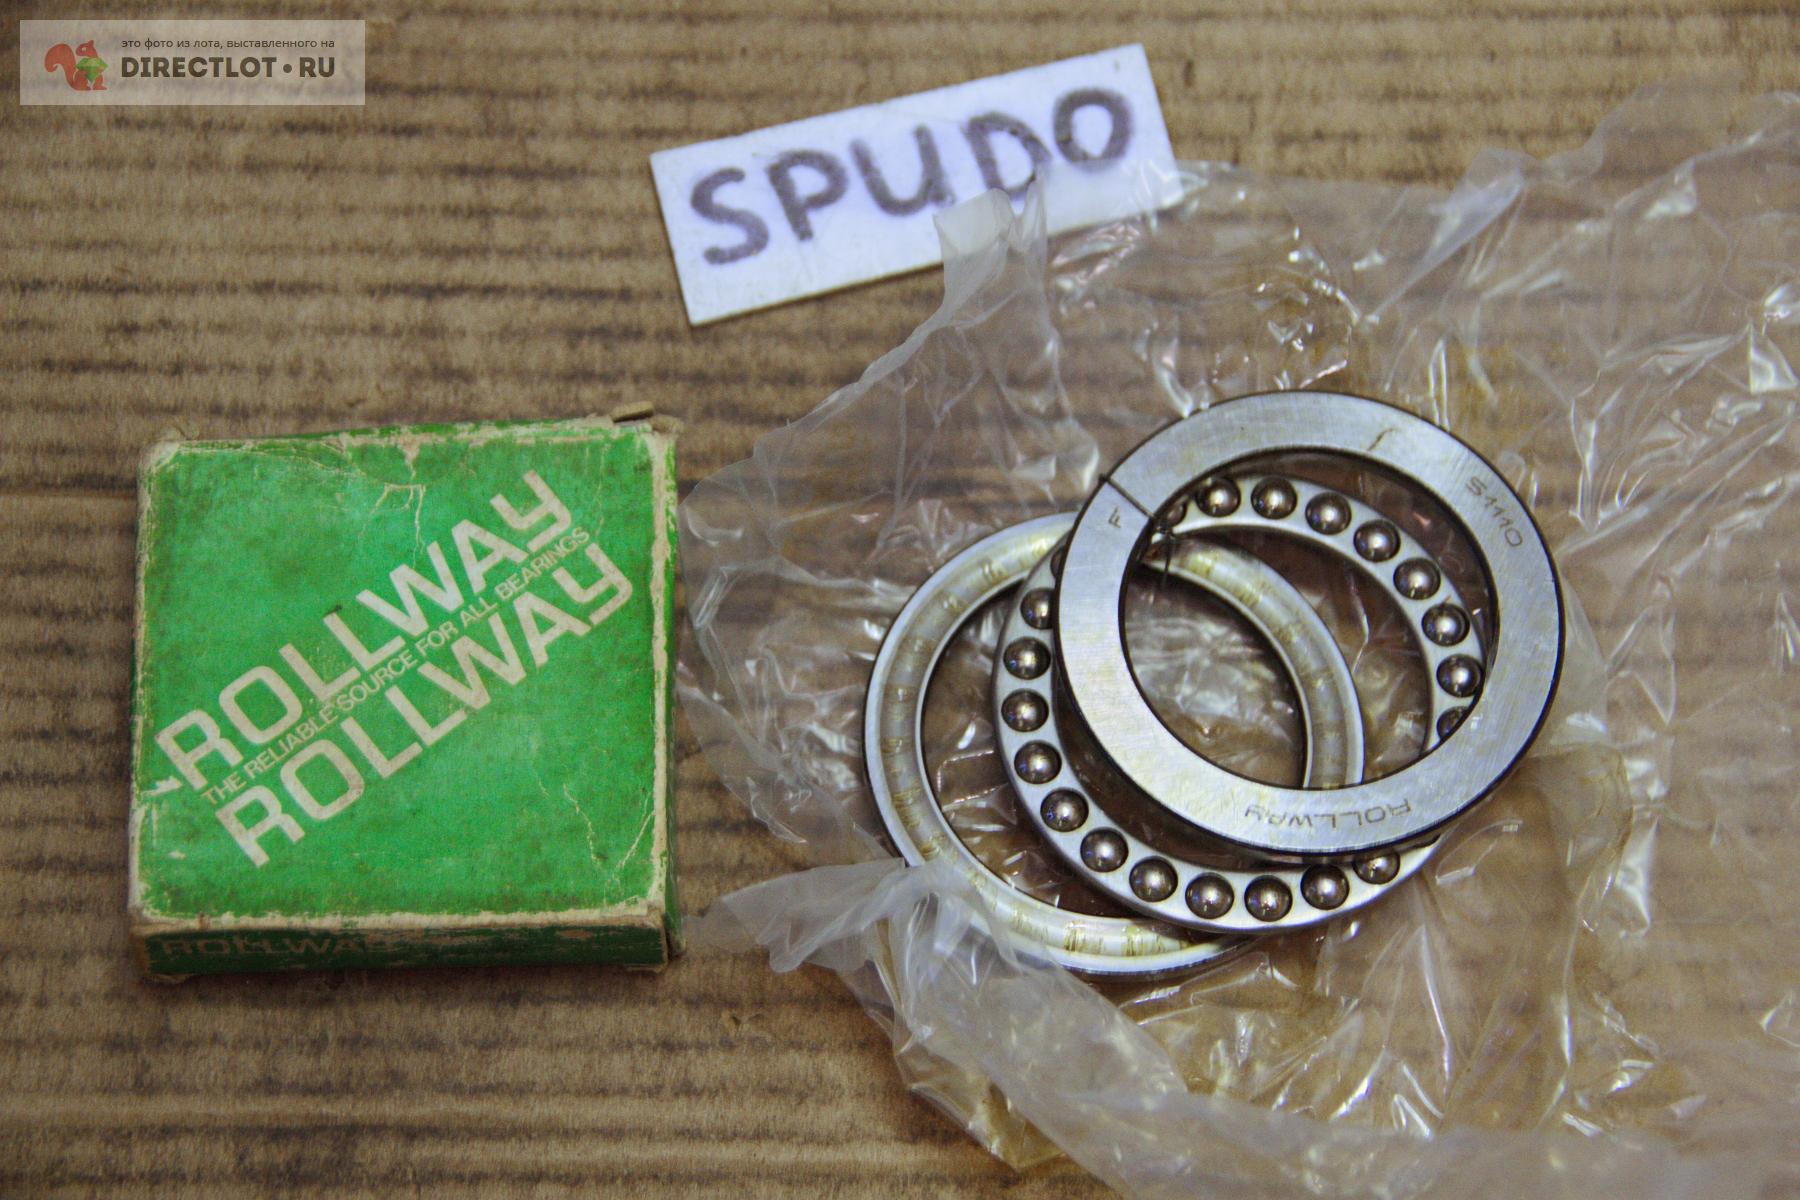 это фото из лота, выставленного на
DIRECTLOT•RU
SPUDO
ROLLWAY
THE RELIABLE SOURCE FOR ALL BEARINGS
ROLLWAY
ROLLWAY
F
51110
ROLLWAY